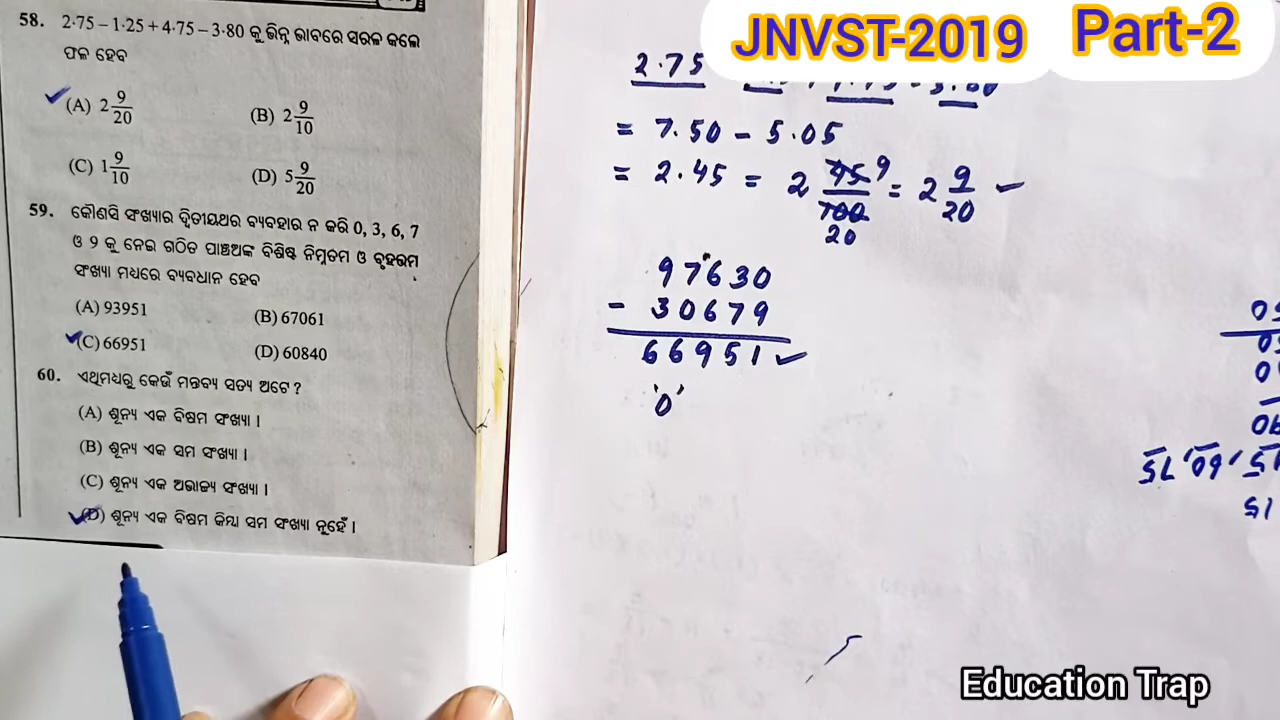 JNVST-2019 Part-2
58. 2·75 – 1·25 + 4·75 – 3·80 କୁ ଭିନ୍ନ ଭାବରେ ସରଳ କଲେ
ଫଳ ହେବ
(A) 2 9/20 (B) 2 9/10
(C) 1 9/10 (D) 5 9/20
59. କୌଣସି ସଂଖ୍ୟାର ଦ୍ୱିତୀୟଥର ବ୍ୟବହାର ନ କରି 0, 3, 6, 7
ଓ 9 କୁ ନେଇ ଗଠିତ ପାଞ୍ଚଅଙ୍କ ବିଶିଷ୍ଟ ନିମ୍ନତମ ଓ ବୃହତ୍ତମ
ସଂଖ୍ୟା ମଧ୍ୟରେ ବ୍ୟବଧାନ ହେବ
(A) 93951 (B) 67061
(C) 66951 (D) 60840
60. ଏଥିମଧ୍ୟରୁ କେଉଁ ମନ୍ତବ୍ୟ ସତ୍ୟ ଅଟେ ?
(A) ଶୂନ୍ୟ ଏକ ବିଷମ ସଂଖ୍ୟା ।
(B) ଶୂନ୍ୟ ଏକ ସମ ସଂଖ୍ୟା ।
(C) ଶୂନ୍ୟ ଏକ ଅଭାଜ୍ୟ ସଂଖ୍ୟା ।
(D) ଶୂନ୍ୟ ଏକ ବିଷମ କିମ୍ବା ସମ ସଂଖ୍ୟା ନୁହେଁ ।
2.75
= 7.50 - 5.05
= 2.45 = 2 45/100 9 20 = 2 9/20
97630
- 30679
66951
'0'
Education Trap